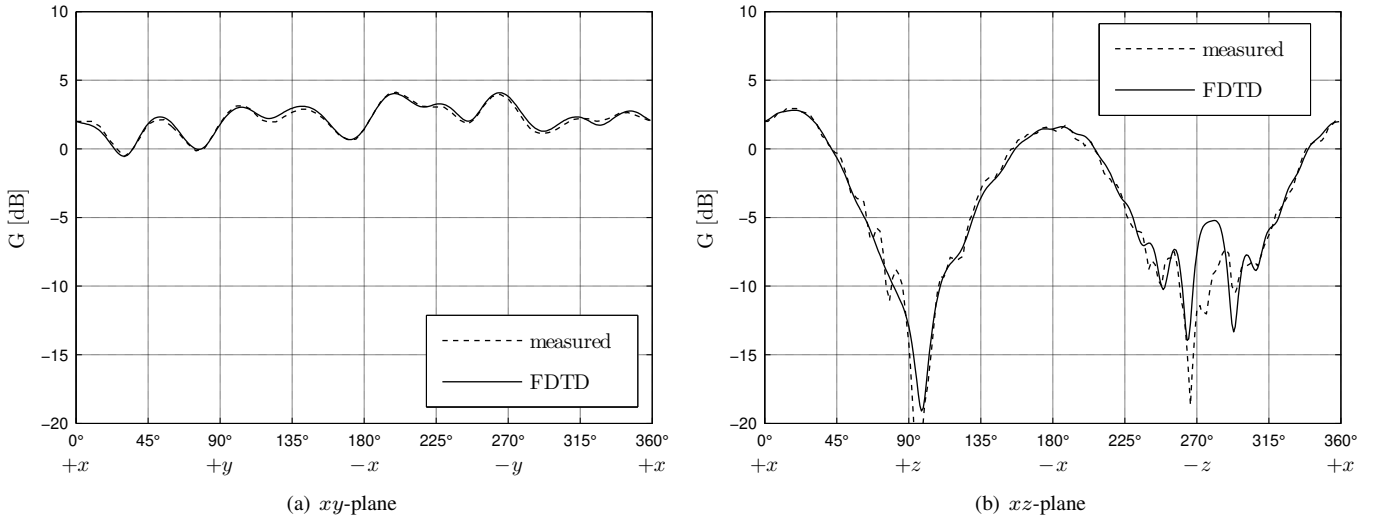 10
5
0
−5
−10
−15
−20
G [dB]
measured
FDTD
0° 45° 90° 135° 180° 225° 270° 315° 360°
+x +y −x −y +x
(a) xy-plane
10
5
0
−5
−10
−15
−20
G [dB]
measured
FDTD
0° 45° 90° 135° 180° 225° 270° 315° 360°
+x +z −x −z +x
(b) xz-plane